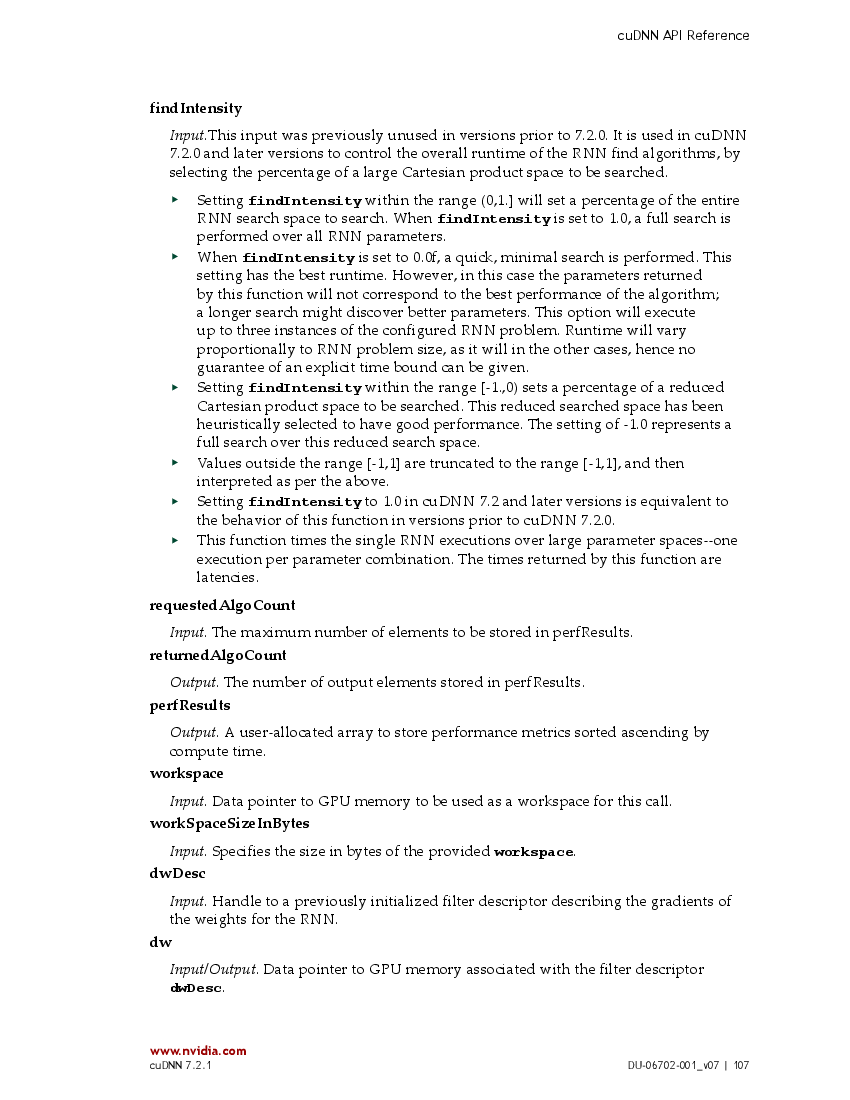 cuDNN API Reference
findIntensity
Input.This input was previously unused in versions prior to 7.2.0. It is used in cuDNN
7.2.0 and later versions to control the overall runtime of the RNN find algorithms, by
selecting the percentage of a large Cartesian product space to be searched.
‣ Setting findIntensity within the range (0,1.] will set a percentage of the entire
RNN search space to search. When findIntensity is set to 1.0, a full search is
performed over all RNN parameters.
‣ When findIntensity is set to 0.0f, a quick, minimal search is performed. This
setting has the best runtime. However, in this case the parameters returned
by this function will not correspond to the best performance of the algorithm;
a longer search might discover better parameters. This option will execute
up to three instances of the configured RNN problem. Runtime will vary
proportionally to RNN problem size, as it will in the other cases, hence no
guarantee of an explicit time bound can be given.
‣ Setting findIntensity within the range [-1.,0) sets a percentage of a reduced
Cartesian product space to be searched. This reduced searched space has been
heuristically selected to have good performance. The setting of -1.0 represents a
full search over this reduced search space.
‣ Values outside the range [-1,1] are truncated to the range [-1,1], and then
interpreted as per the above.
‣ Setting findIntensity to 1.0 in cuDNN 7.2 and later versions is equivalent to
the behavior of this function in versions prior to cuDNN 7.2.0.
‣ This function times the single RNN executions over large parameter spaces--one
execution per parameter combination. The times returned by this function are
latencies.
requestedAlgoCount
Input. The maximum number of elements to be stored in perfResults.
returnedAlgoCount
Output. The number of output elements stored in perfResults.
perfResults
Output. A user-allocated array to store performance metrics sorted ascending by
compute time.
workspace
Input. Data pointer to GPU memory to be used as a workspace for this call.
workSpaceSizeInBytes
Input. Specifies the size in bytes of the provided workspace.
dwDesc
Input. Handle to a previously initialized filter descriptor describing the gradients of
the weights for the RNN.
dw
Input/Output. Data pointer to GPU memory associated with the filter descriptor
dwDesc.
www.nvidia.com
cuDNN 7.2.1 DU-06702-001_v07 | 107